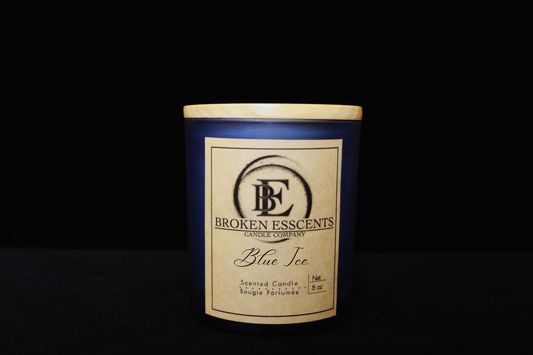 BE
BROKEN ESSCENTS
CANDLE COMPANY
Blue Ice
Scented Candle
Bougie Parfumée
Net
8 oz